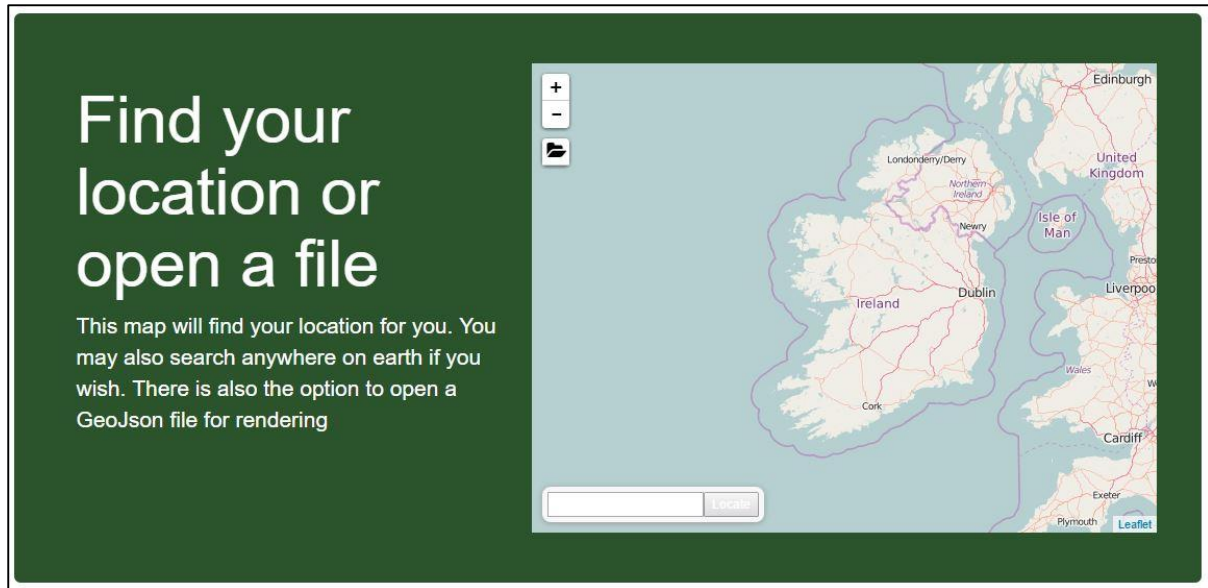 Find your
location or
open a file
This map will find your location for you. You
may also search anywhere on earth if you
wish. There is also the option to open a
GeoJson file for rendering
+
−
Edinburgh
Londonderry/Derry
United
Kingdom
Northern
Ireland
Isle of
Man
Newry
Presto
Liverpoo
Dublin
Ireland
Wales
W
Cork
Cardiff
Exeter
Locate
Plymouth
Leaflet